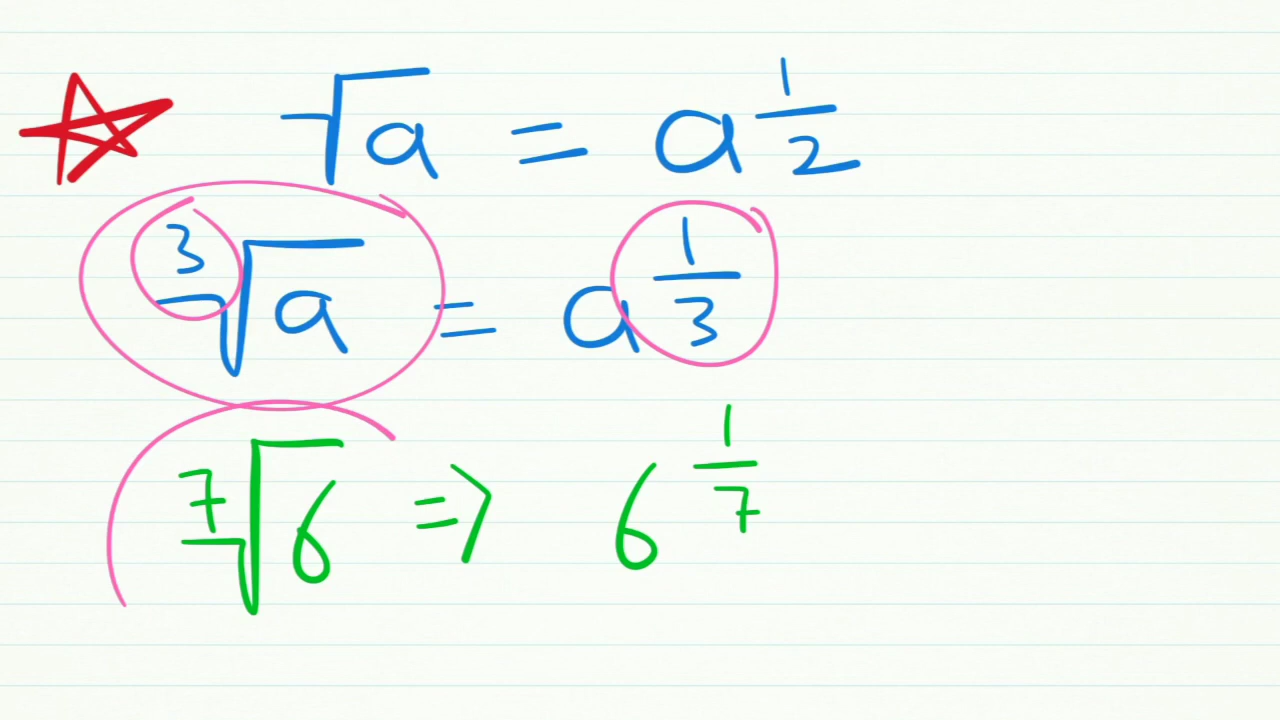 √a = a^(1/2)
∛a = a^(1/3)
⁷√6 => 6^(1/7)